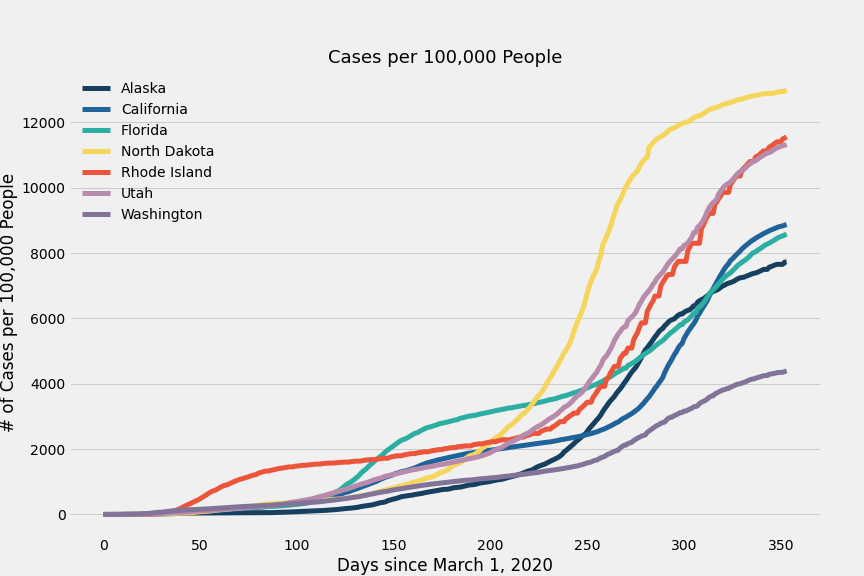 Cases per 100,000 People
Alaska
California
Florida
North Dakota
Rhode Island
Utah
Washington
# of Cases per 100,000 People
12000
10000
8000
6000
4000
2000
0
0 50 100 150 200 250 300 350
Days since March 1, 2020